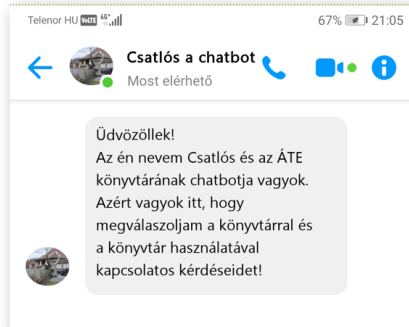 Telenor HU VoLTE 4G+ 67% 21:05
Csatlós a chatbot
Most elérhető
Üdvözöllek!
Az én nevem Csatlós és az ÁTE
könyvtárának chatbotja vagyok.
Azért vagyok itt, hogy
megválaszoljam a könyvtárral és
a könyvtár használatával
kapcsolatos kérdéseidet!